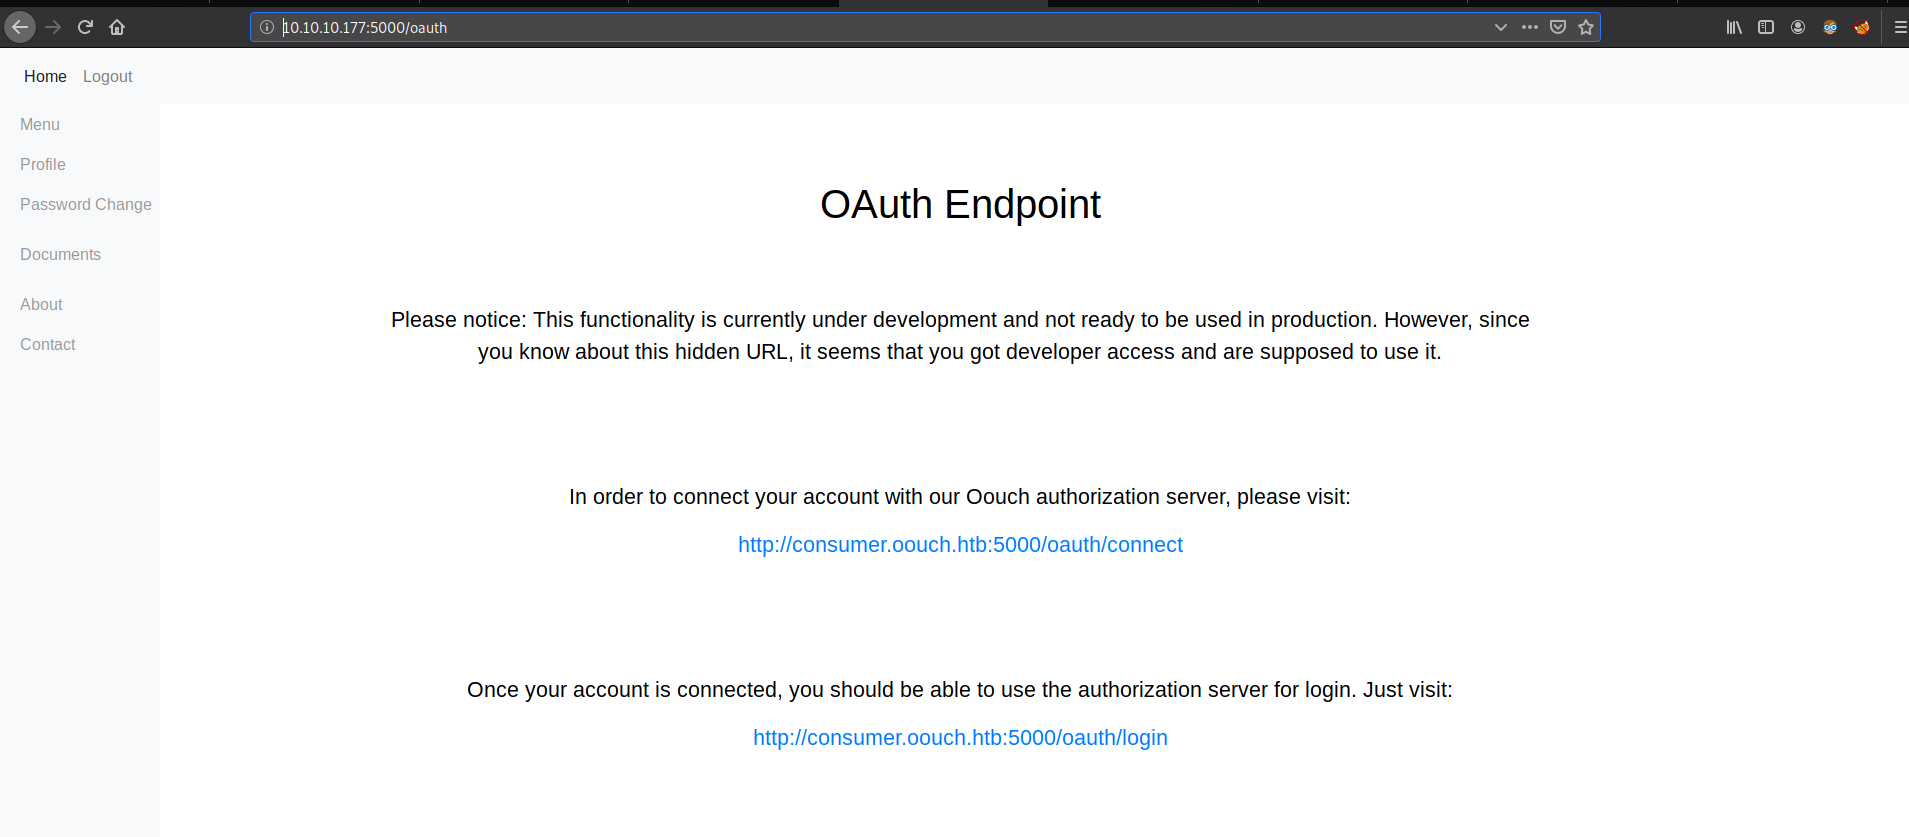 10.10.10.177:5000/oauth
Home Logout
Menu
Profile
Password Change
Documents
About
Contact
OAuth Endpoint
Please notice: This functionality is currently under development and not ready to be used in production. However, since
you know about this hidden URL, it seems that you got developer access and are supposed to use it.
In order to connect your account with our Oouch authorization server, please visit:
http://consumer.oouch.htb:5000/oauth/connect
Once your account is connected, you should be able to use the authorization server for login. Just visit:
http://consumer.oouch.htb:5000/oauth/login